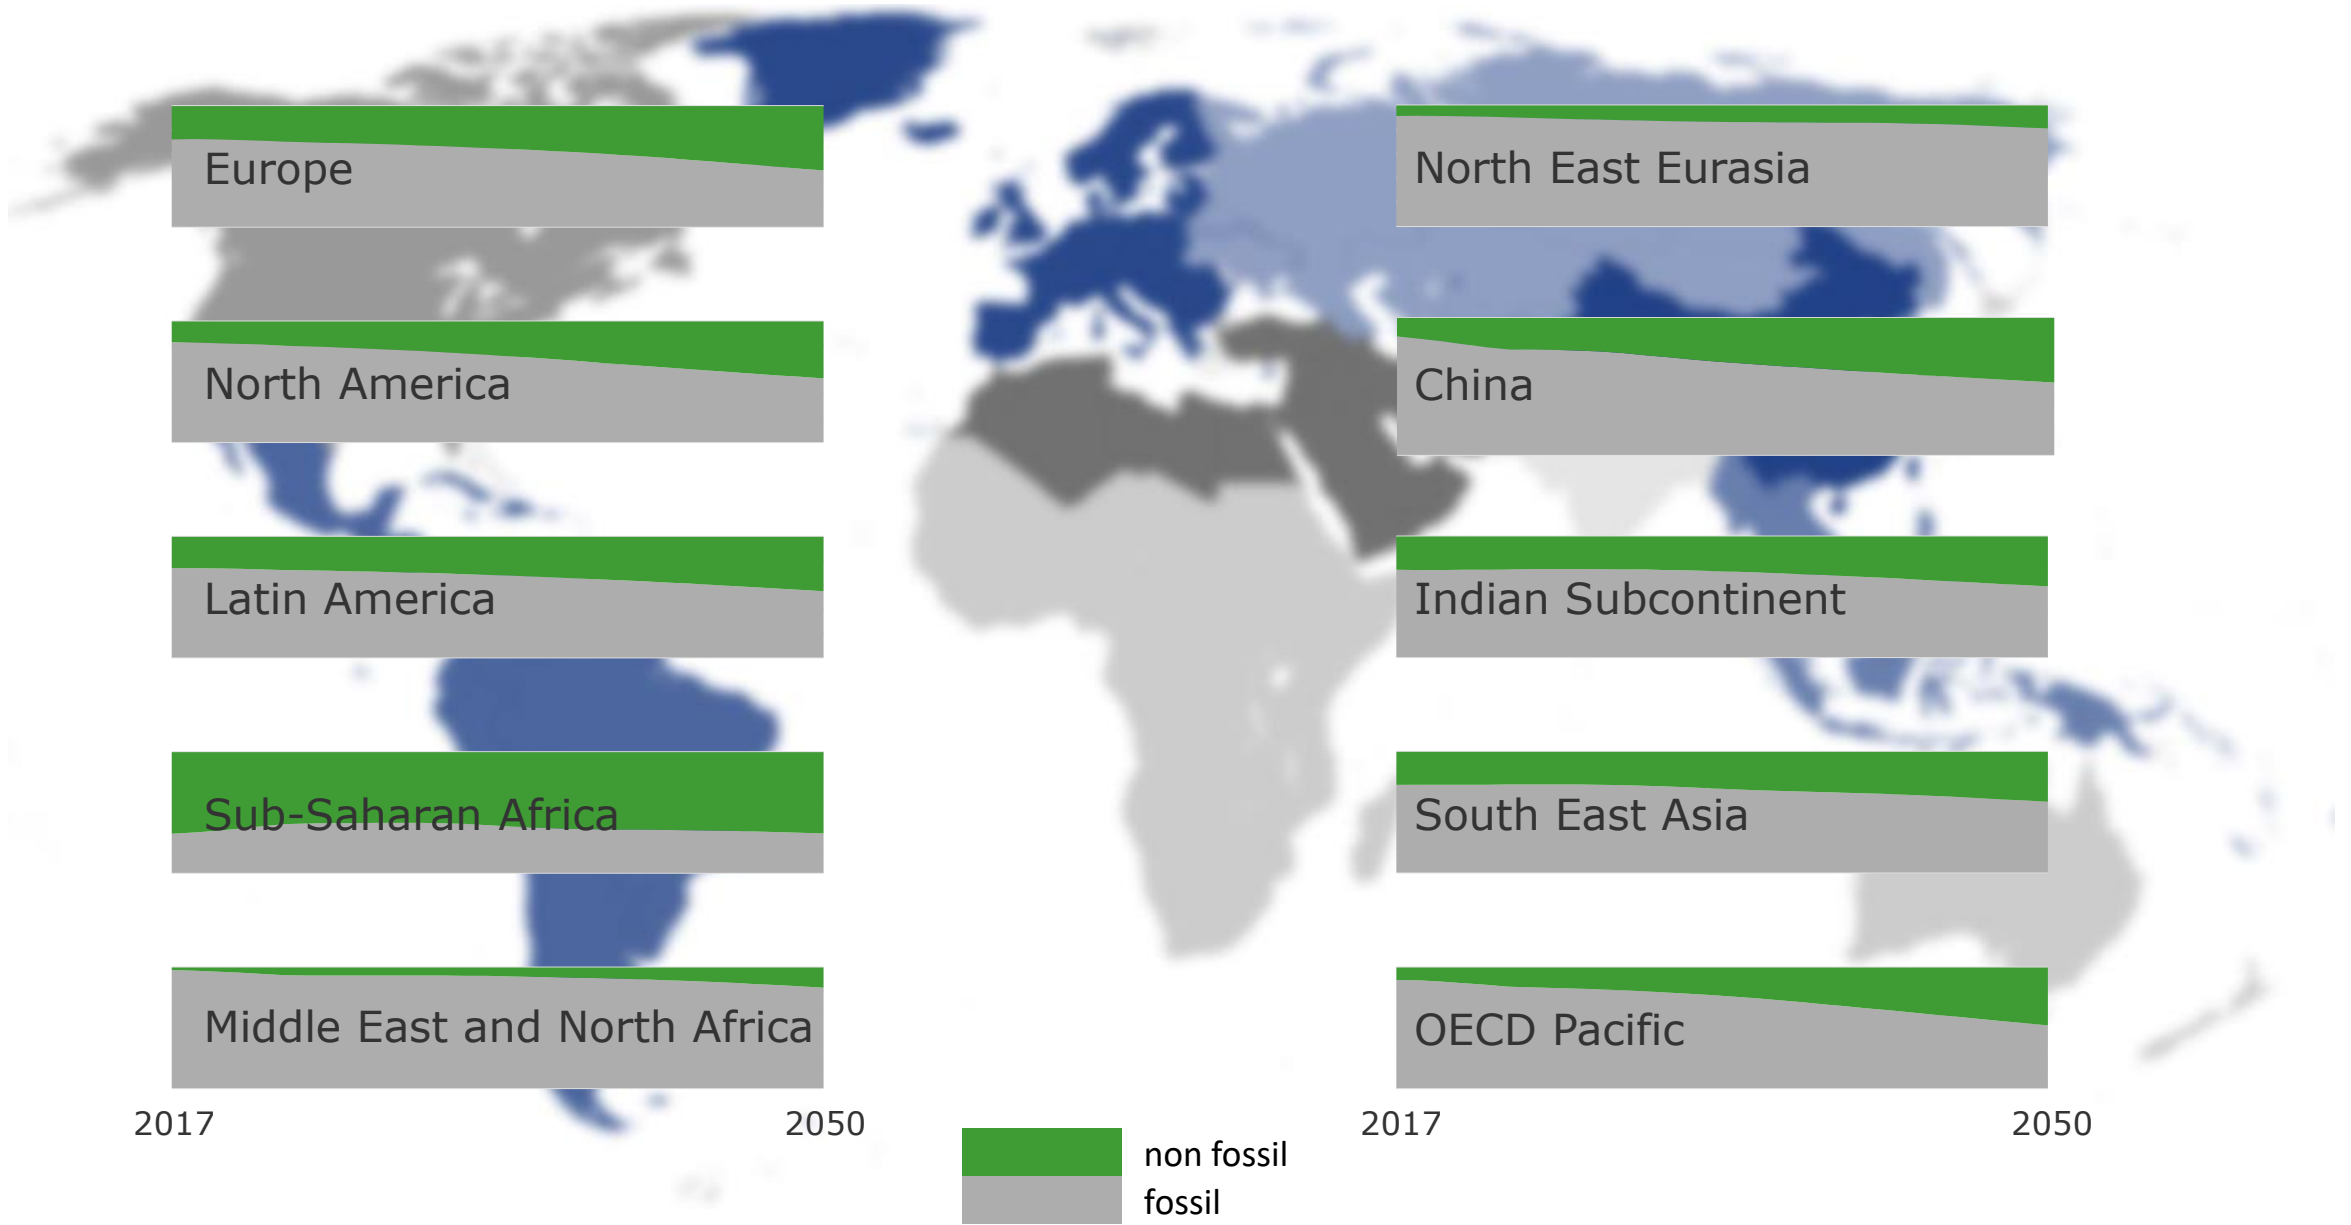 Europe
North America
Latin America
Sub-Saharan Africa
Middle East and North Africa
2017 2050
North East Eurasia
China
Indian Subcontinent
South East Asia
OECD Pacific
2017 2050
non fossil
fossil